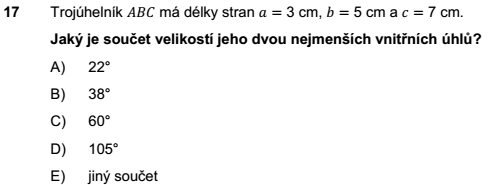 17 Trojúhelník ABC má délky stran a = 3 cm, b = 5 cm a c = 7 cm.
Jaký je součet velikostí jeho dvou nejmenších vnitřních úhlů?
A) 22°
B) 38°
C) 60°
D) 105°
E) jiný součet